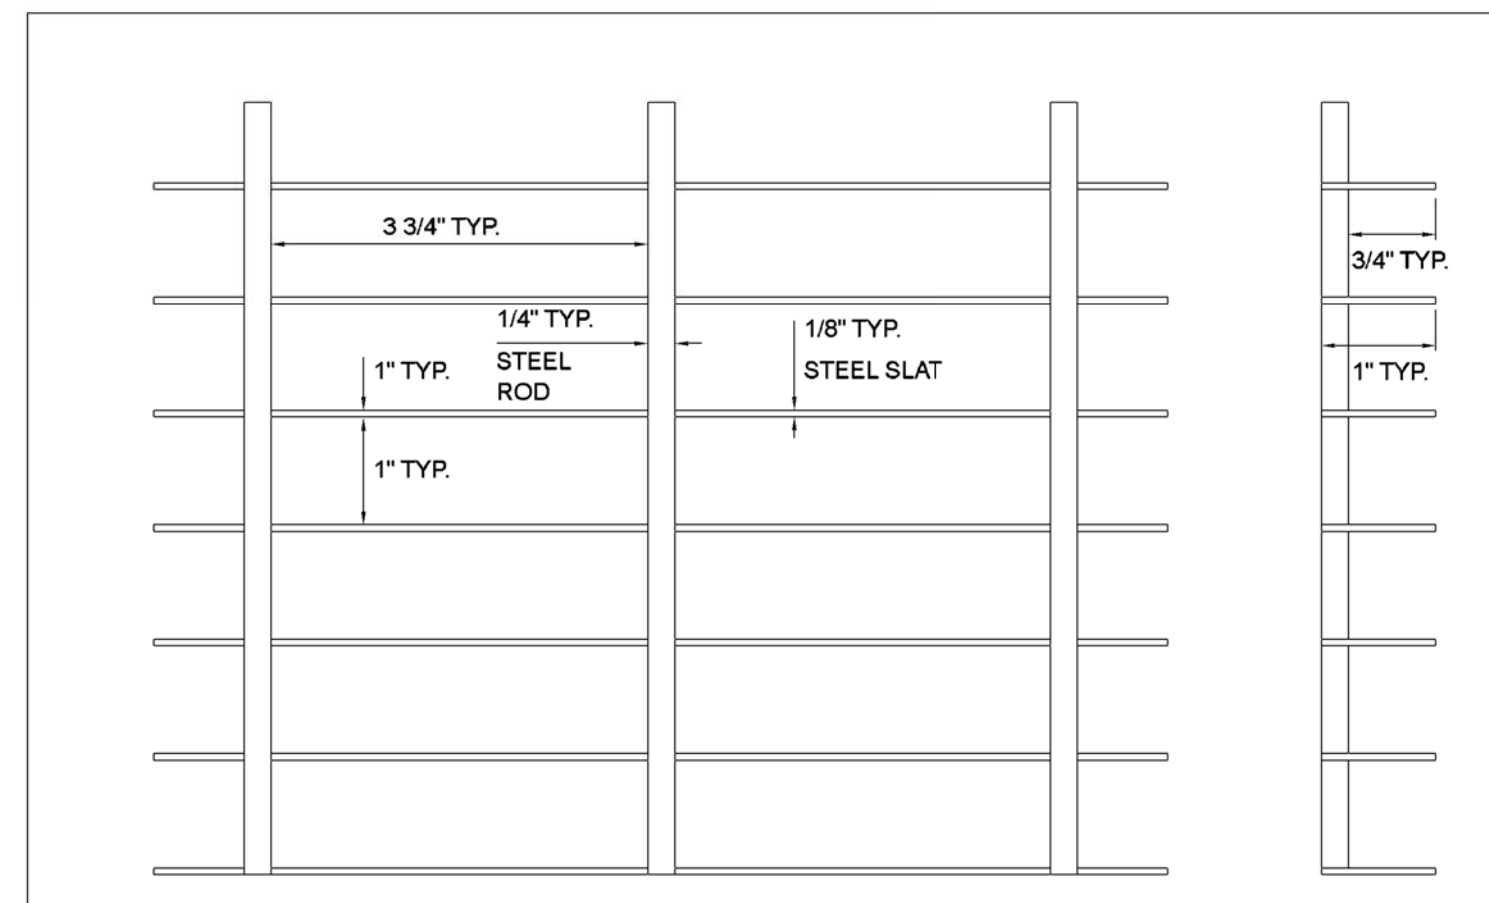 3 3/4" TYP.
3/4" TYP.
1/4" TYP.
STEEL
ROD
1/8" TYP.
STEEL SLAT
1" TYP.
1" TYP.
1" TYP.